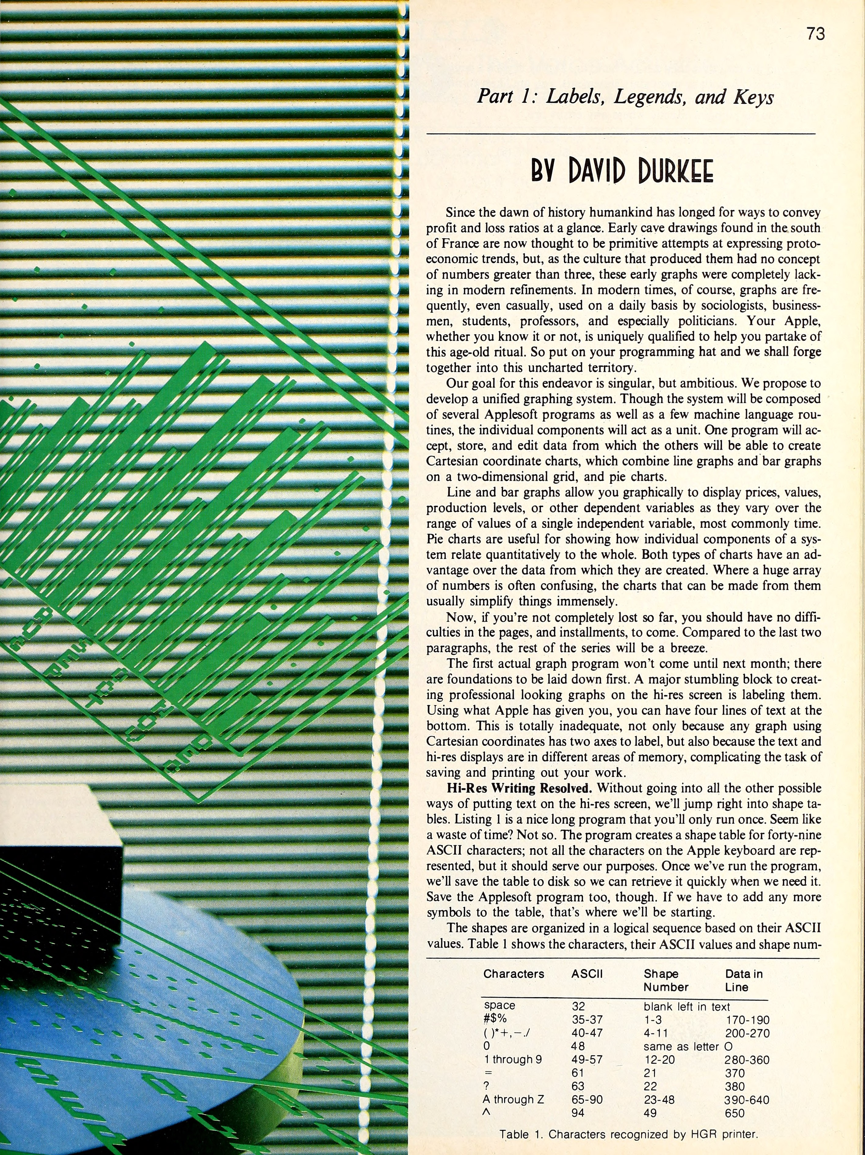 73
Part 1: Labels, Legends, and Keys
BY DAVID DURKEE
Since the dawn of history humankind has longed for ways to convey
profit and loss ratios at a glance. Early cave drawings found in the south
of France are now thought to be primitive attempts at expressing proto-
economic trends, but, as the culture that produced them had no concept
of numbers greater than three, these early graphs were completely lack-
ing in modern refinements. In modern times, of course, graphs are fre-
quently, even casually, used on a daily basis by sociologists, business-
men, students, professors, and especially politicians. Your Apple,
whether you know it or not, is uniquely qualified to help you partake of
this age-old ritual. So put on your programming hat and we shall forge
together into this uncharted territory.
Our goal for this endeavor is singular, but ambitious. We propose to
develop a unified graphing system. Though the system will be composed
of several Applesoft programs as well as a few machine language rou-
tines, the individual components will act as a unit. One program will ac-
cept, store, and edit data from which the others will be able to create
Cartesian coordinate charts, which combine line graphs and bar graphs
on a two-dimensional grid, and pie charts.
Line and bar graphs allow you graphically to display prices, values,
production levels, or other dependent variables as they vary over the
range of values of a single independent variable, most commonly time.
Pie charts are useful for showing how individual components of a sys-
tem relate quantitatively to the whole. Both types of charts have an ad-
vantage over the data from which they are created. Where a huge array
of numbers is often confusing, the charts that can be made from them
usually simplify things immensely.
Now, if you're not completely lost so far, you should have no diffi-
culties in the pages, and installments, to come. Compared to the last two
paragraphs, the rest of the series will be a breeze.
The first actual graph program won't come until next month; there
are foundations to be laid down first. A major stumbling block to creat-
ing professional looking graphs on the hi-res screen is labeling them.
Using what Apple has given you, you can have four lines of text at the
bottom. This is totally inadequate, not only because any graph using
Cartesian coordinates has two axes to label, but also because the text and
hi-res displays are in different areas of memory, complicating the task of
saving and printing out your work.
Hi-Res Writing Resolved. Without going into all the other possible
ways of putting text on the hi-res screen, we'll jump right into shape ta-
bles. Listing 1 is a nice long program that you'll only run once. Seem like
a waste of time? Not so. The program creates a shape table for forty-nine
ASCII characters; not all the characters on the Apple keyboard are rep-
resented, but it should serve our purposes. Once we've run the program,
we'll save the table to disk so we can retrieve it quickly when we need it.
Save the Applesoft program too, though. If we have to add any more
symbols to the table, that's where we'll be starting.
The shapes are organized in a logical sequence based on their ASCII
values. Table 1 shows the characters, their ASCII values and shape num-
Characters ASCII Shape Data in
Number Line
space 32 blank left in text
#$% 35-37 1-3 170-190
( )*+,-./ 40-47 4-11 200-270
0 48 same as letter O
1 through 9 49-57 12-20 280-360
= 61 21 370
? 63 22 380
A through Z 65-90 23-48 390-640
^ 94 49 650
Table 1. Characters recognized by HGR printer.